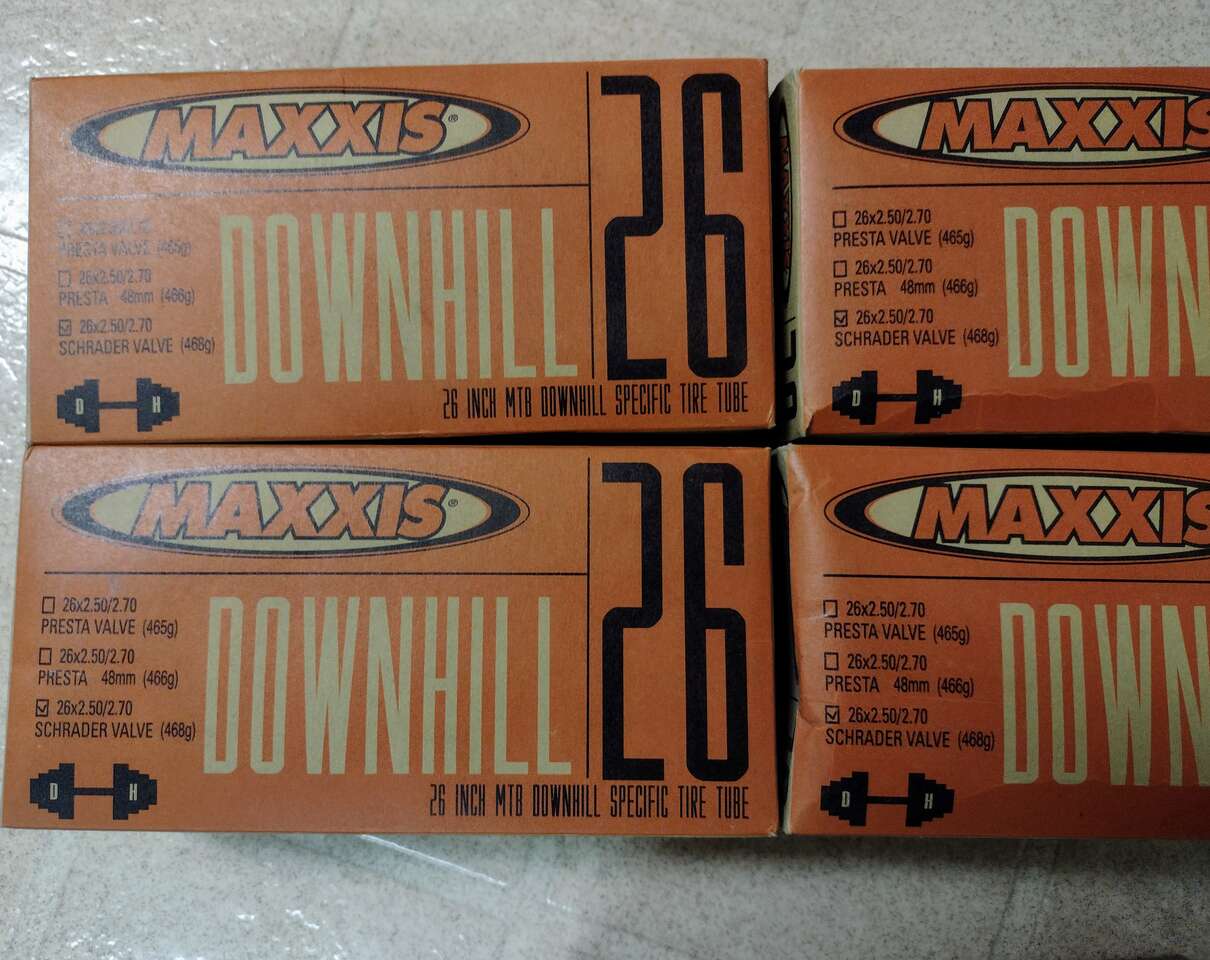 MAXXIS®
26
☐ 26x2.50/2.70
PRESTA VALVE (465g)
☐ 26x2.50/2.70
PRESTA 48mm (466g)
☑ 26x2.50/2.70
SCHRADER VALVE (468g)
DOWNHILL
D H
26 INCH MTB DOWNHILL SPECIFIC TIRE TUBE
MAXXIS
☐ 26x2.50/2.70
PRESTA VALVE (465g)
☐ 26x2.50/2.70
PRESTA 48mm (466g)
☑ 26x2.50/2.70
SCHRADER VALVE (468g)
DOWN
D H
MAXXIS®
26
☐ 26x2.50/2.70
PRESTA VALVE (465g)
☐ 26x2.50/2.70
PRESTA 48mm (466g)
☑ 26x2.50/2.70
SCHRADER VALVE (468g)
DOWNHILL
D H
26 INCH MTB DOWNHILL SPECIFIC TIRE TUBE
MAXXIS
☐ 26x2.50/2.70
PRESTA VALVE (465g)
☐ 26x2.50/2.70
PRESTA 48mm (466g)
☑ 26x2.50/2.70
SCHRADER VALVE (468g)
DOWN
D H